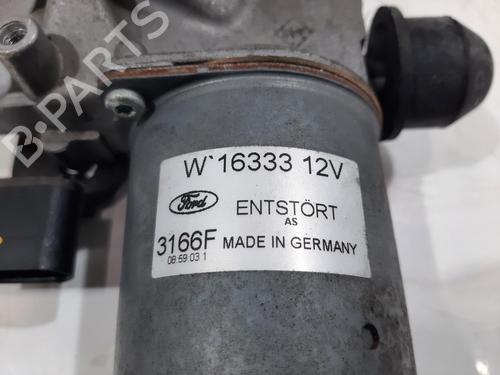 B-PARTS
W`16333 12V
Ford
ENTSTÖRT
AS
3166F MADE IN GERMANY
08 59 03 1